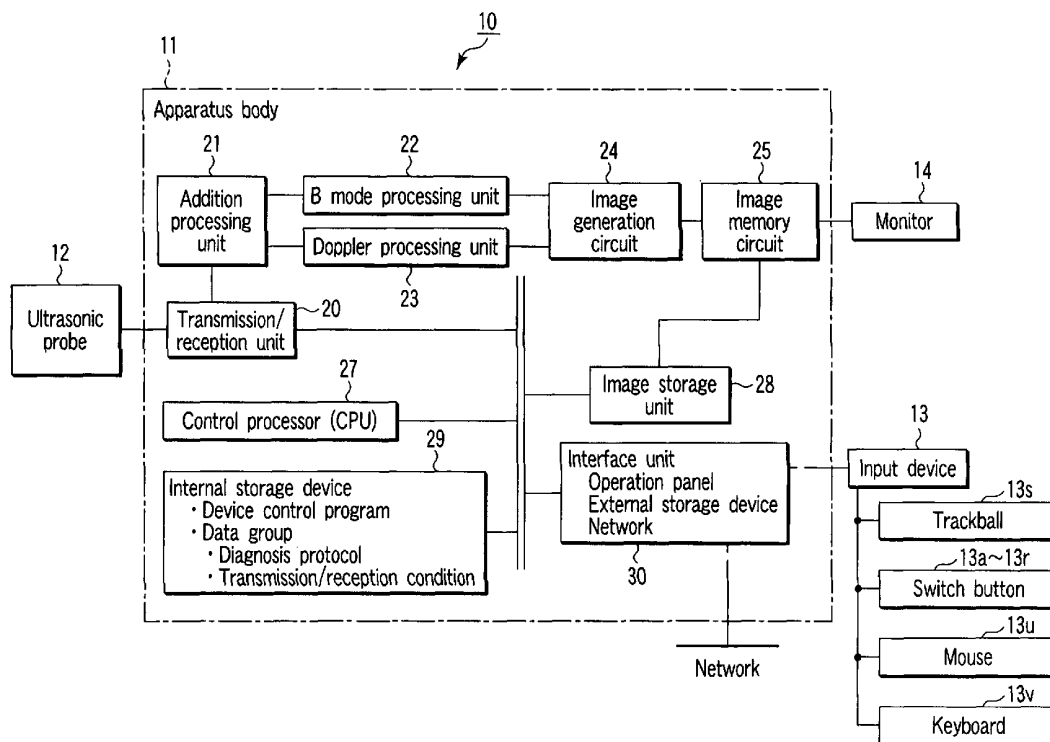 10
11
Apparatus body
21
Addition
processing
unit
22
B mode processing unit
Doppler processing unit
23
24
Image
generation
circuit
25
Image
memory
circuit
14
Monitor
12
Ultrasonic
probe
20
Transmission/
reception unit
27
Control processor (CPU)
Image storage
unit
28
29
Internal storage device
・Device control program
・Data group
・Diagnosis protocol
・Transmission/reception condition
Interface unit
Operation panel
External storage device
Network
30
Network
13
Input device
13s
Trackball
13a~13r
Switch button
13u
Mouse
13v
Keyboard